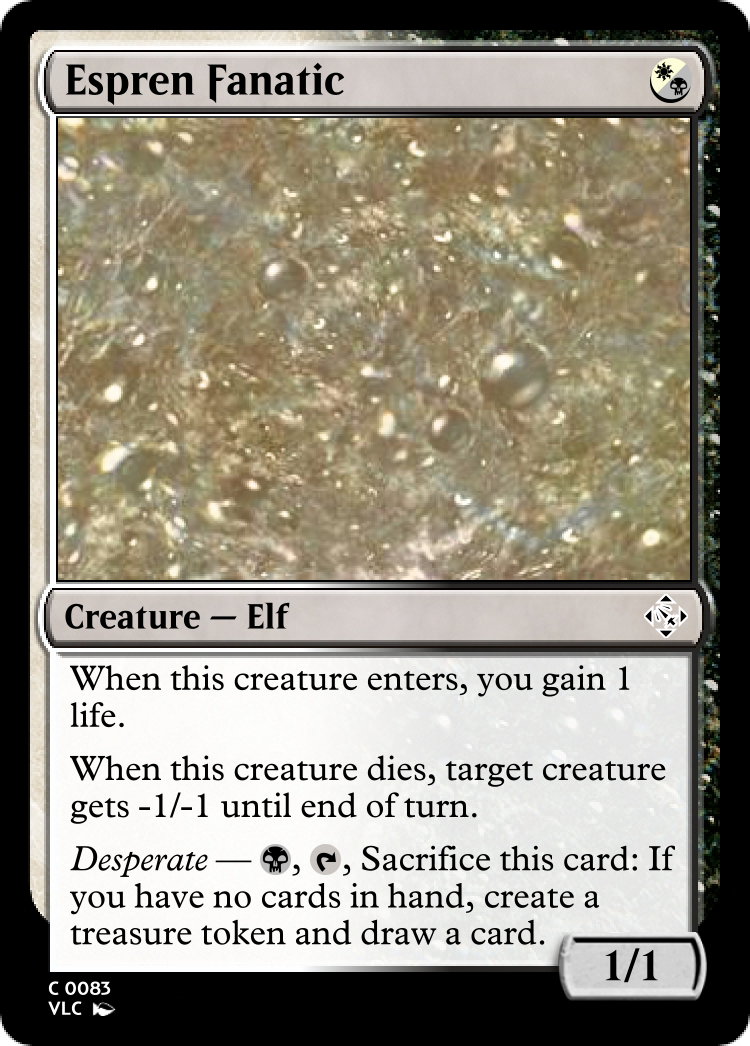 Espren Fanatic
Creature — Elf
When this creature enters, you gain 1
life.
When this creature dies, target creature
gets -1/-1 until end of turn.
Desperate — , , Sacrifice this card: If
you have no cards in hand, create a
treasure token and draw a card.
1/1
C 0083
VLC